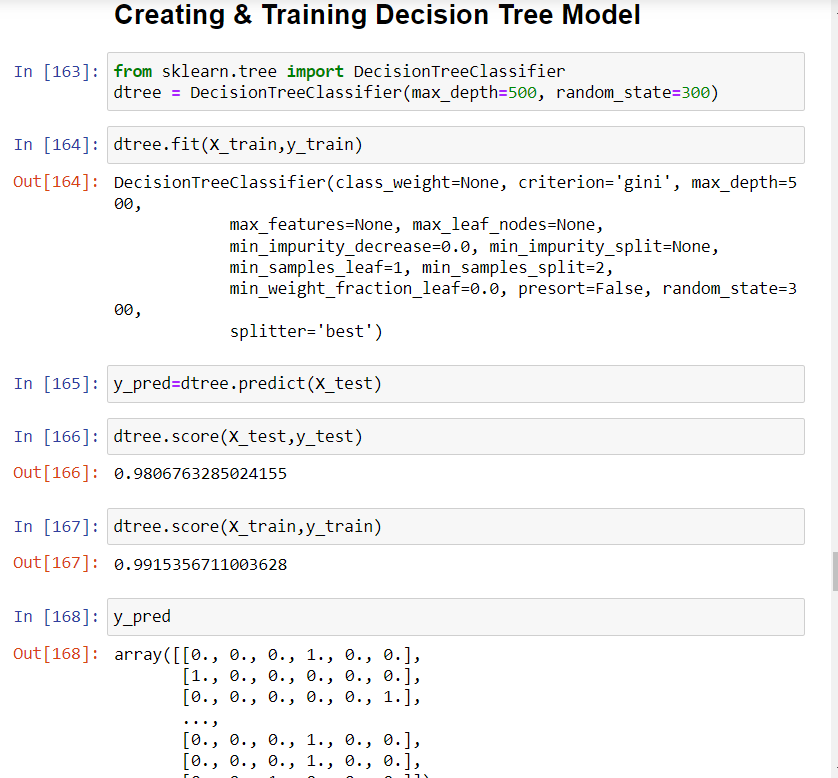 Creating & Training Decision Tree Model
In [163]: from sklearn.tree import DecisionTreeClassifier
dtree = DecisionTreeClassifier(max_depth=500, random_state=300)
In [164]: dtree.fit(X_train,y_train)
Out[164]: DecisionTreeClassifier(class_weight=None, criterion='gini', max_depth=5
00,
max_features=None, max_leaf_nodes=None,
min_impurity_decrease=0.0, min_impurity_split=None,
min_samples_leaf=1, min_samples_split=2,
min_weight_fraction_leaf=0.0, presort=False, random_state=3
00,
splitter='best')
In [165]: y_pred=dtree.predict(X_test)
In [166]: dtree.score(X_test,y_test)
Out[166]: 0.9806763285024155
In [167]: dtree.score(X_train,y_train)
Out[167]: 0.9915356711003628
In [168]: y_pred
Out[168]: array([[0., 0., 0., 1., 0., 0.],
[1., 0., 0., 0., 0., 0.],
[0., 0., 0., 0., 0., 1.],
...,
[0., 0., 0., 1., 0., 0.],
[0., 0., 0., 1., 0., 0.],